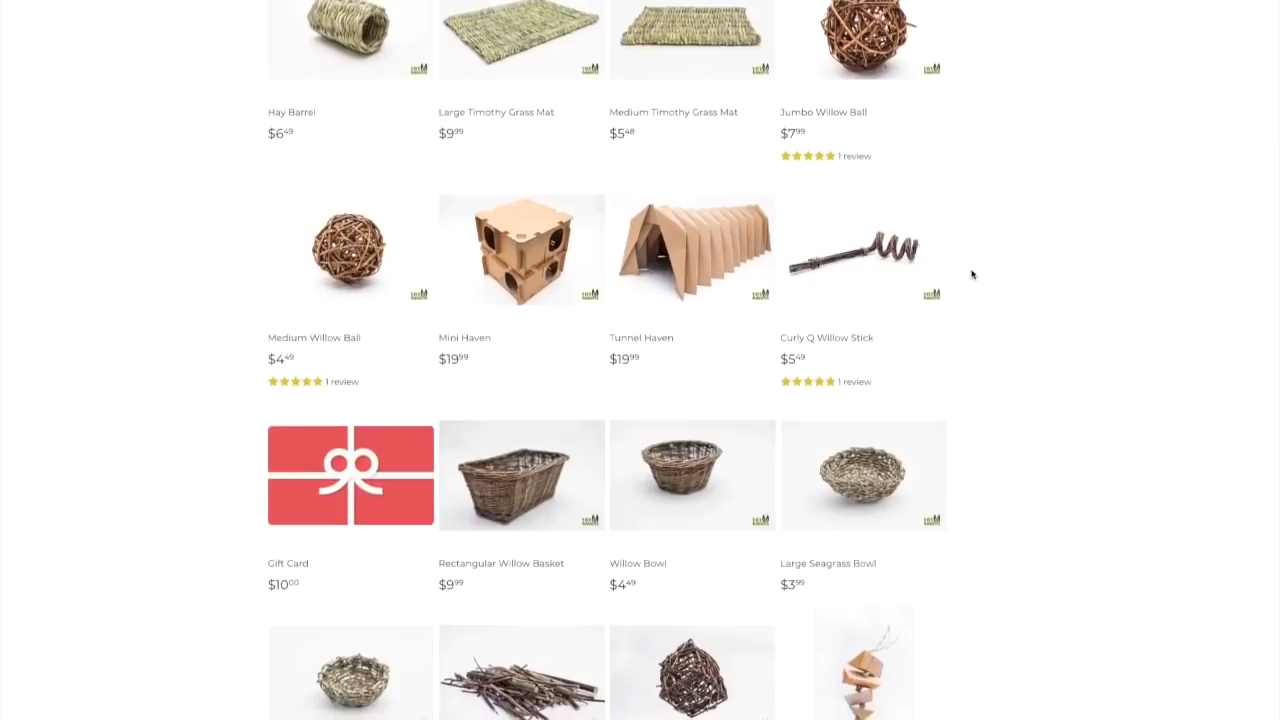 Hay Barrel
Large Timothy Grass Mat
Medium Timothy Grass Mat
Jumbo Willow Ball
$6⁴⁹
$9⁹⁹
$5⁴⁸
$7⁹⁹
1 review
Medium Willow Ball
Mini Haven
Tunnel Haven
Curly Q Willow Stick
$4⁴⁹
$19⁹⁹
$19⁹⁹
$5⁴⁹
1 review
1 review
Gift Card
Rectangular Willow Basket
Willow Bowl
Large Seagrass Bowl
$10⁰⁰
$9⁹⁹
$4⁴⁹
$3⁹⁹